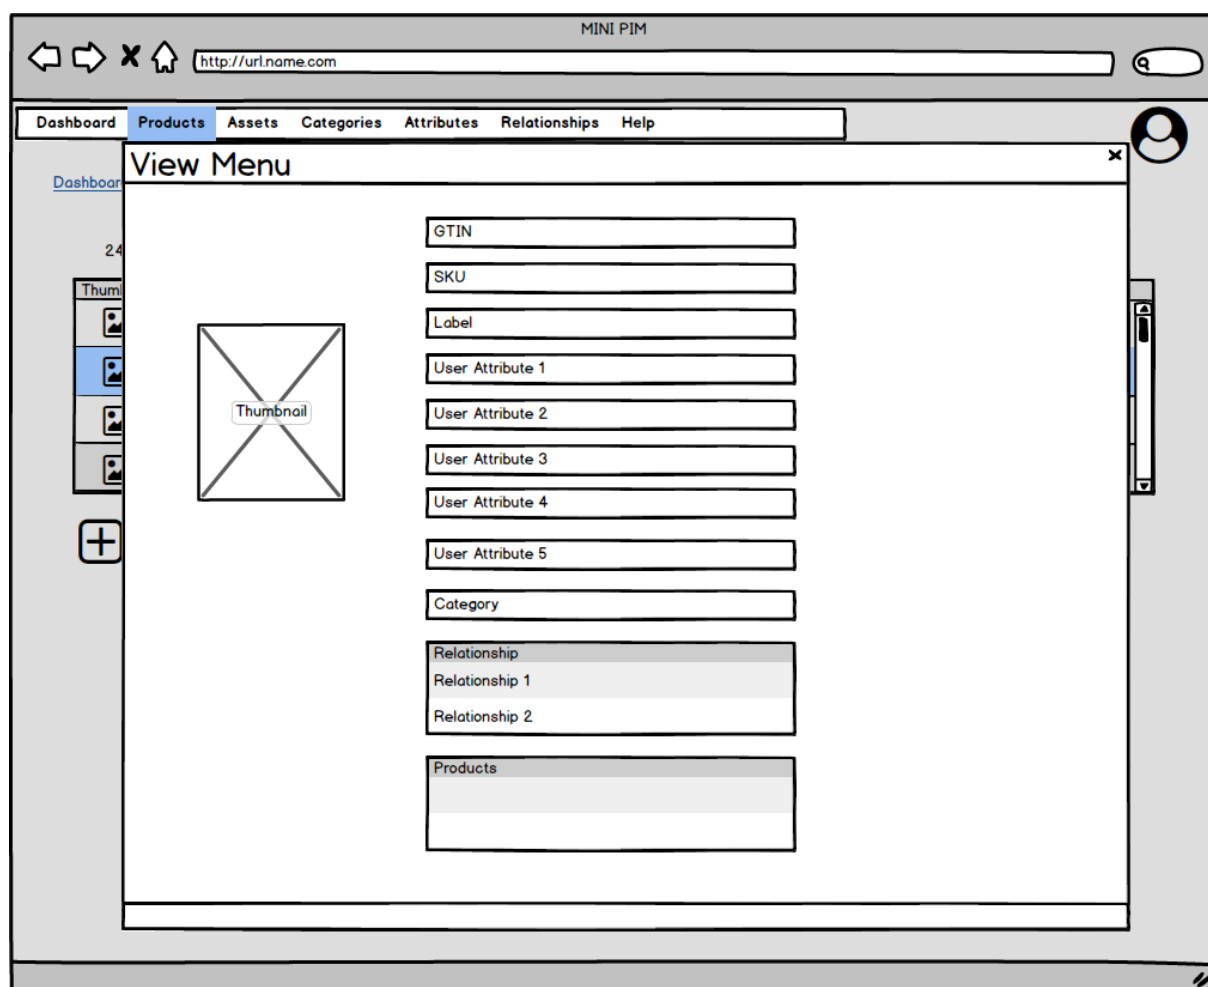 MINI PIM
http://url.name.com
Dashboard Products Assets Categories Attributes Relationships Help
View Menu
Dashboar
GTIN
24
SKU
Thuml
Label
User Attribute 1
Thumbnail
User Attribute 2
User Attribute 3
User Attribute 4
User Attribute 5
Category
Relationship
Relationship 1
Relationship 2
Products